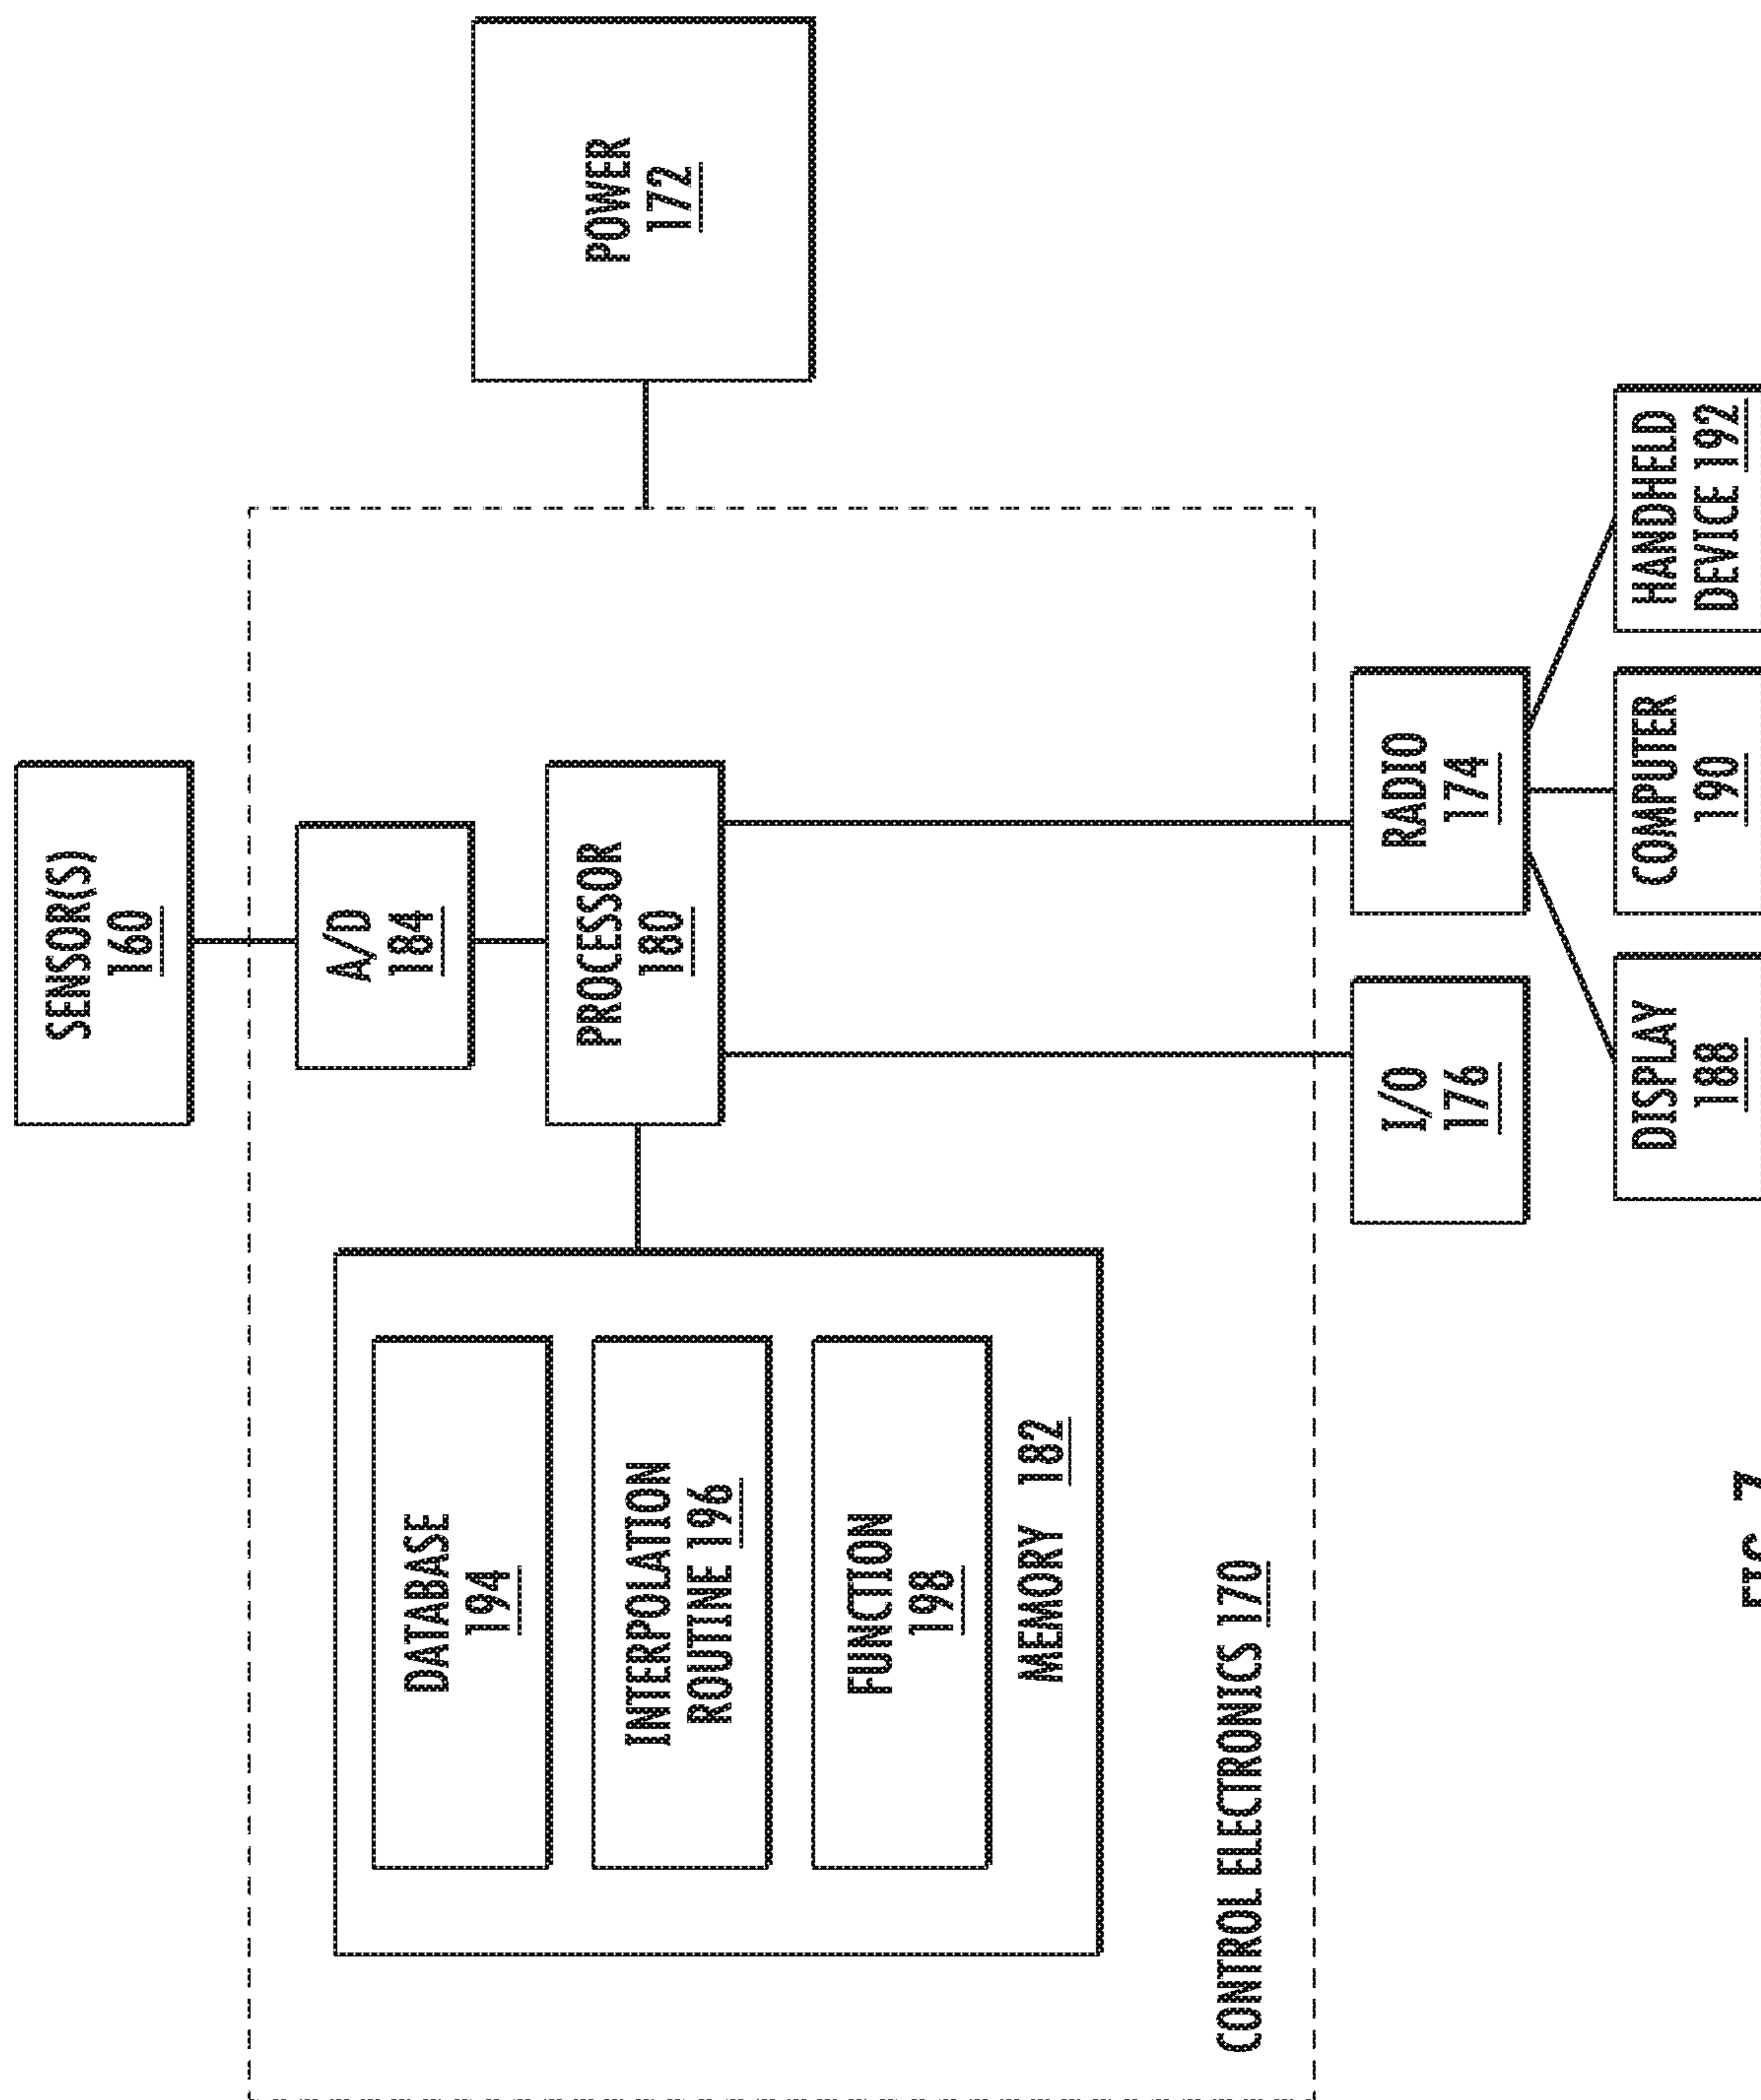 SENSOR(S)
160
A/D
184
PROCESSOR
180
POWER
172
DATABASE
194
INTERPOLATION
ROUTINE 196
FUNCTION
198
MEMORY 182
CONTROL ELECTRONICS 170
I/O
176
RADIO
174
DISPLAY
188
COMPUTER
190
HANDHELD
DEVICE 192